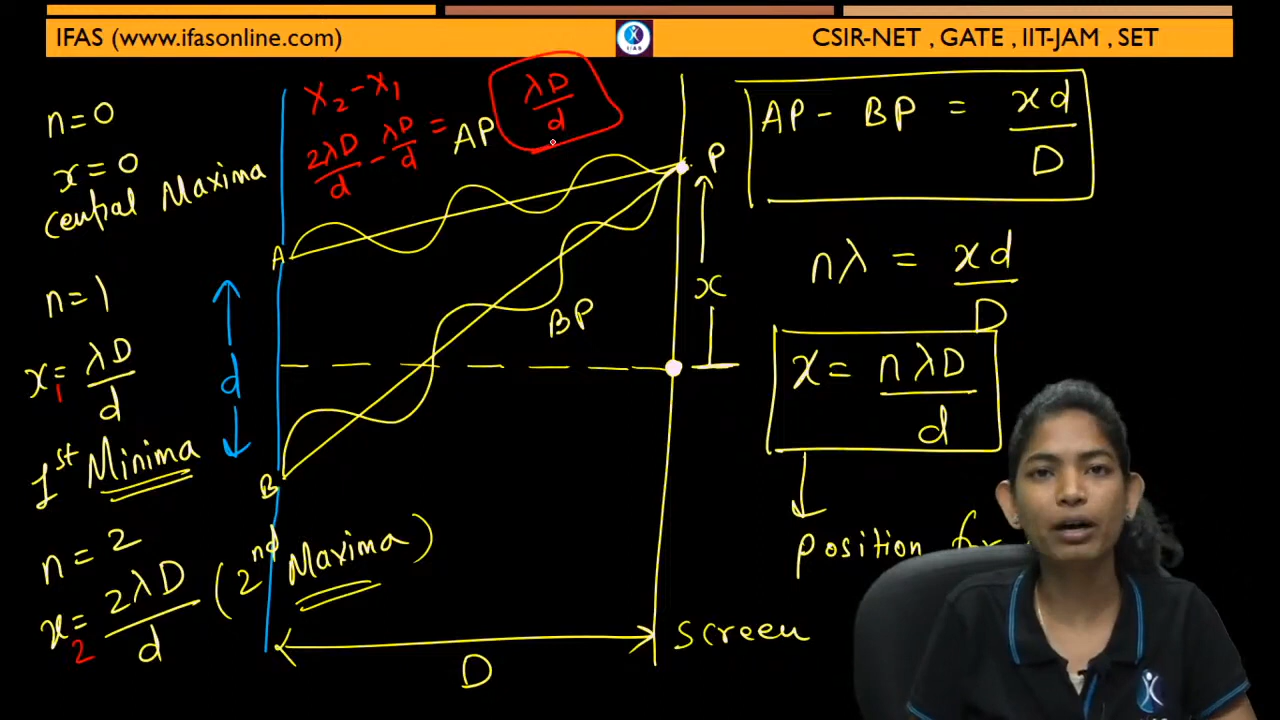 IFAS (www.ifasonline.com)
CSIR-NET , GATE , IIT-JAM , SET
IFAS
n=0
x=0
central Maxima
n=1
x₁= λD/d
1st Minima
n=2
x₂= 2λD/d (2nd Maxima)
X₂-X₁
2λD/d - λD/d = λD/d
AP
A
P
d
x
BP
B
D
screen
AP- BP = xd/D
nλ = xd/D
x= nλD/d
position for